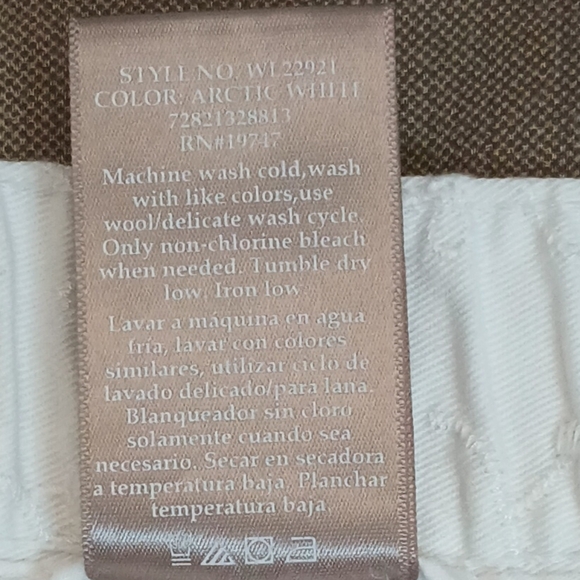 STYLE NO. WL22921
COLOR: ARCTIC WHITE
72821328813
RN#19747
Machine wash cold,wash
with like colors,use
wool/delicate wash cycle.
Only non-chlorine bleach
when needed. Tumble dry
low. Iron low
Lavar a máquina en agua
fría, lavar con colores
similares, utilizar ciclo de
lavado delicado/para lana.
Blanqueador sin cloro
solamente cuando sea
necesario. Secar en secadora
a temperatura baja. Planchar
temperatura baja.